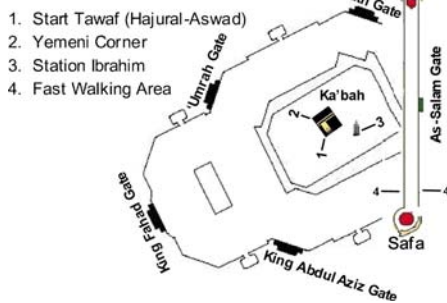 1. Start Tawaf (Hajural-Aswad)
2. Yemeni Corner
3. Station Ibrahim
4. Fast Walking Area
Gate
'Umrah Gate
Ka'bah
2
3
1
As-Salam Gate
4
4
King Fahad Gate
Safa
King Abdul Aziz Gate